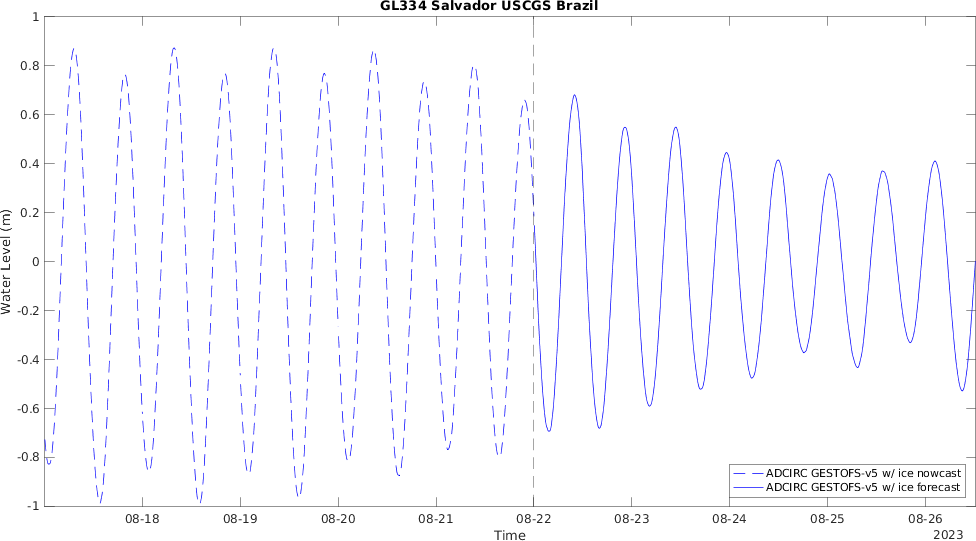 GL334 Salvador USCGS Brazil
Water Level (m)
1
0.8
0.6
0.4
0.2
0
-0.2
-0.4
-0.6
-0.8
-1
ADCIRC GESTOFS-v5 w/ ice nowcast
ADCIRC GESTOFS-v5 w/ ice forecast
08-18 08-19 08-20 08-21 08-22 08-23 08-24 08-25 08-26
Time
2023